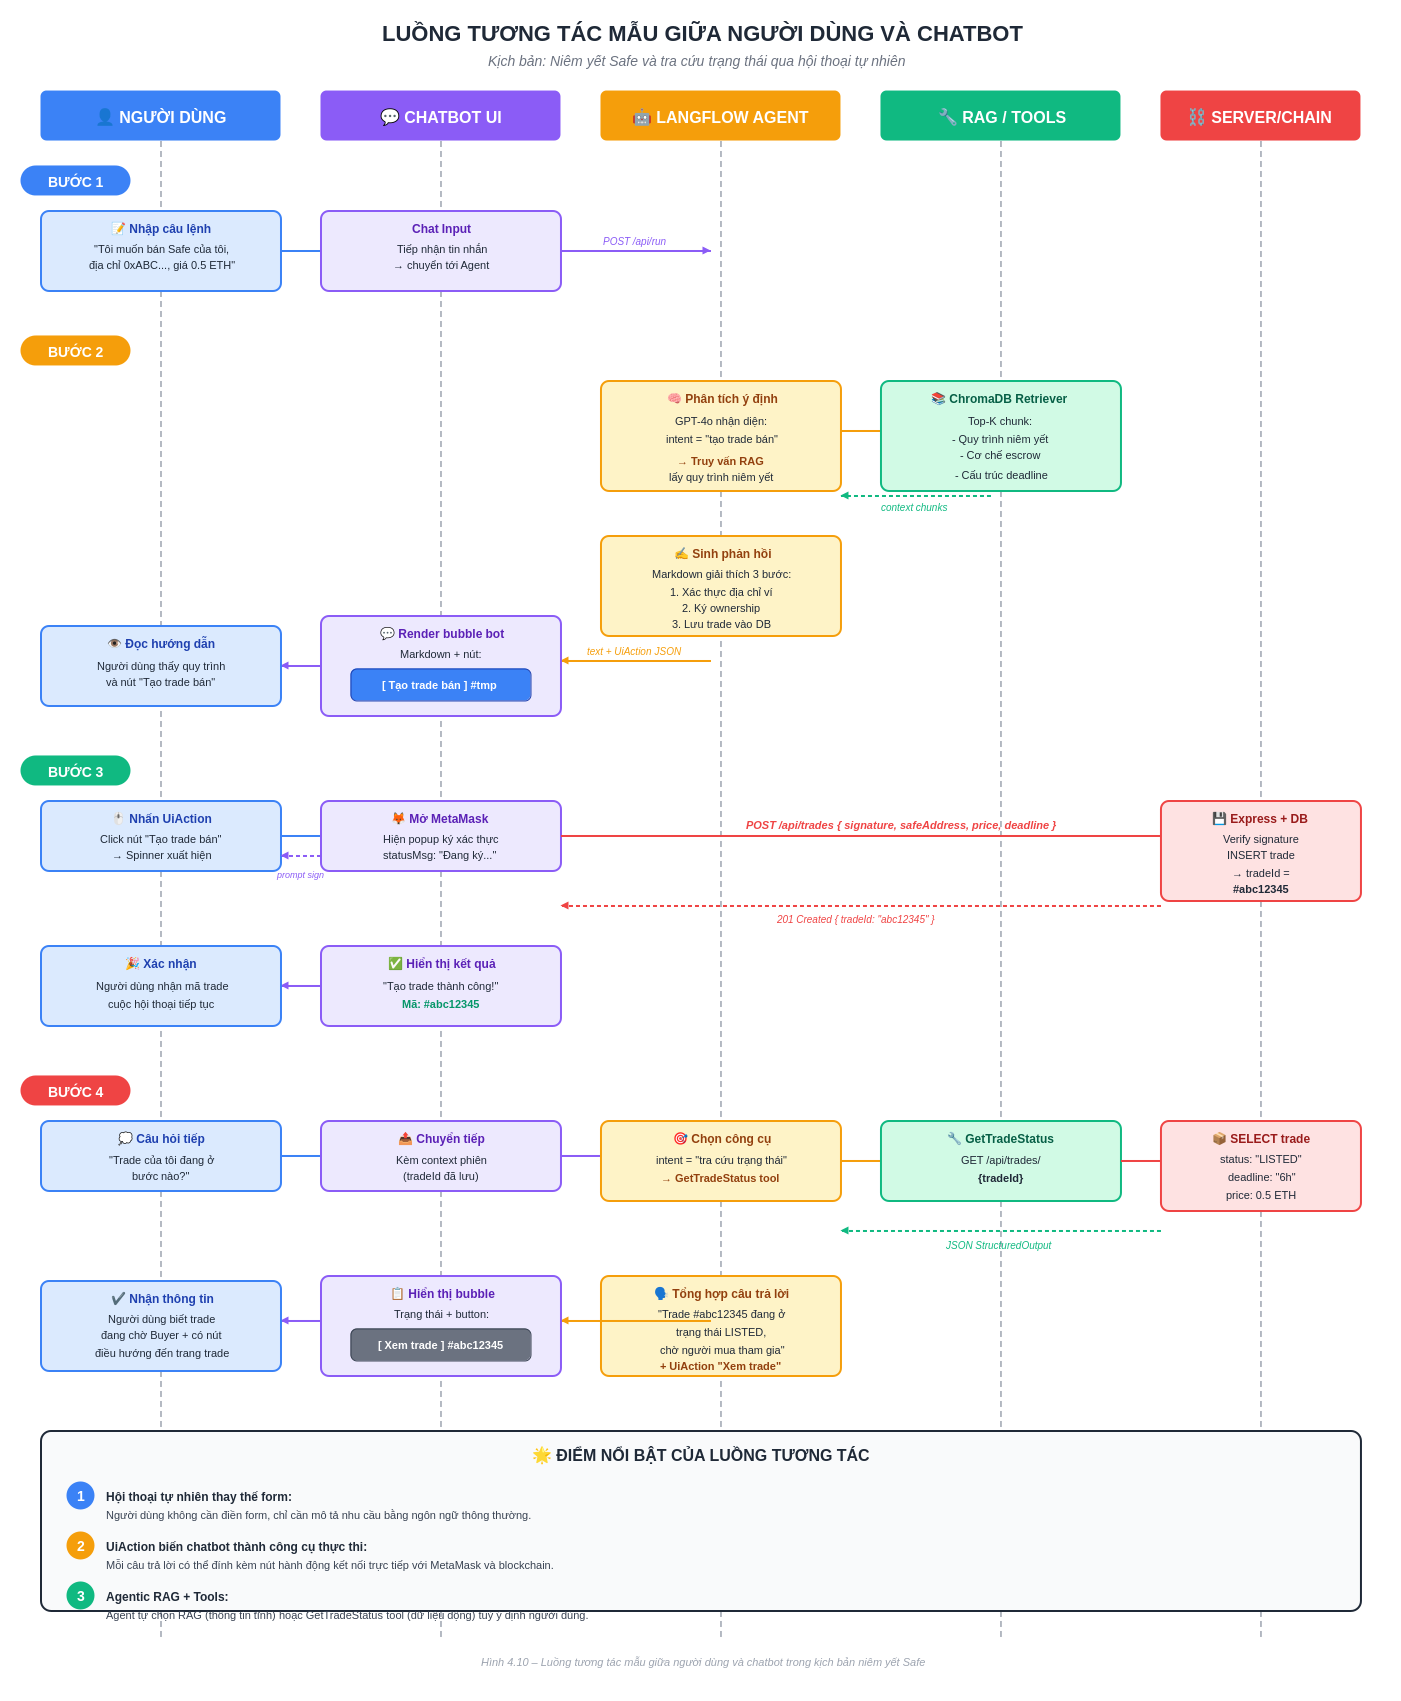 LUỒNG TƯƠNG TÁC MẪU GIỮA NGƯỜI DÙNG VÀ CHATBOT
Kịch bản: Niêm yết Safe và tra cứu trạng thái qua hội thoại tự nhiên
👤 NGƯỜI DÙNG
💬 CHATBOT UI
🤖 LANGFLOW AGENT
🔧 RAG / TOOLS
⛓️ SERVER/CHAIN
BƯỚC 1
📝 Nhập câu lệnh
"Tôi muốn bán Safe của tôi,
địa chỉ 0xABC..., giá 0.5 ETH"
Chat Input
Tiếp nhận tin nhắn
→ chuyển tới Agent
POST /api/run
BƯỚC 2
🧠 Phân tích ý định
GPT-4o nhận diện:
intent = "tạo trade bán"
→ Truy vấn RAG
lấy quy trình niêm yết
📚 ChromaDB Retriever
Top-K chunk:
- Quy trình niêm yết
- Cơ chế escrow
- Cấu trúc deadline
context chunks
✍️ Sinh phản hồi
Markdown giải thích 3 bước:
1. Xác thực địa chỉ ví
2. Ký ownership
3. Lưu trade vào DB
text + UiAction JSON
💬 Render bubble bot
Markdown + nút:
[ Tạo trade bán ] #tmp
👁️ Đọc hướng dẫn
Người dùng thấy quy trình
và nút "Tạo trade bán"
BƯỚC 3
🖱️ Nhấn UiAction
Click nút "Tạo trade bán"
→ Spinner xuất hiện
🦊 Mở MetaMask
Hiện popup ký xác thực
statusMsg: "Đang ký..."
prompt sign
POST /api/trades { signature, safeAddress, price, deadline }
💾 Express + DB
Verify signature
INSERT trade
→ tradeId =
#abc12345
201 Created { tradeId: "abc12345" }
🎉 Xác nhận
Người dùng nhận mã trade
cuộc hội thoại tiếp tục
✅ Hiển thị kết quả
"Tạo trade thành công!"
Mã: #abc12345
BƯỚC 4
💭 Câu hỏi tiếp
"Trade của tôi đang ở
bước nào?"
📤 Chuyển tiếp
Kèm context phiên
(tradeId đã lưu)
🎯 Chọn công cụ
intent = "tra cứu trạng thái"
→ GetTradeStatus tool
🔧 GetTradeStatus
GET /api/trades/
{tradeId}
📦 SELECT trade
status: "LISTED"
deadline: "6h"
price: 0.5 ETH
JSON StructuredOutput
✔️ Nhận thông tin
Người dùng biết trade
đang chờ Buyer + có nút
điều hướng đến trang trade
📋 Hiển thị bubble
Trạng thái + button:
[ Xem trade ] #abc12345
🗣️ Tổng hợp câu trả lời
"Trade #abc12345 đang ở
trạng thái LISTED,
chờ người mua tham gia"
+ UiAction "Xem trade"
🌟 ĐIỂM NỔI BẬT CỦA LUỒNG TƯƠNG TÁC
1 Hội thoại tự nhiên thay thế form:
Người dùng không cần điền form, chỉ cần mô tả nhu cầu bằng ngôn ngữ thông thường.
2 UiAction biến chatbot thành công cụ thực thi:
Mỗi câu trả lời có thể đính kèm nút hành động kết nối trực tiếp với MetaMask và blockchain.
3 Agentic RAG + Tools:
Agent tự chọn RAG (thông tin tĩnh) hoặc GetTradeStatus tool (dữ liệu động) tùy ý định người dùng.
Hình 4.10 – Luồng tương tác mẫu giữa người dùng và chatbot trong kịch bản niêm yết Safe